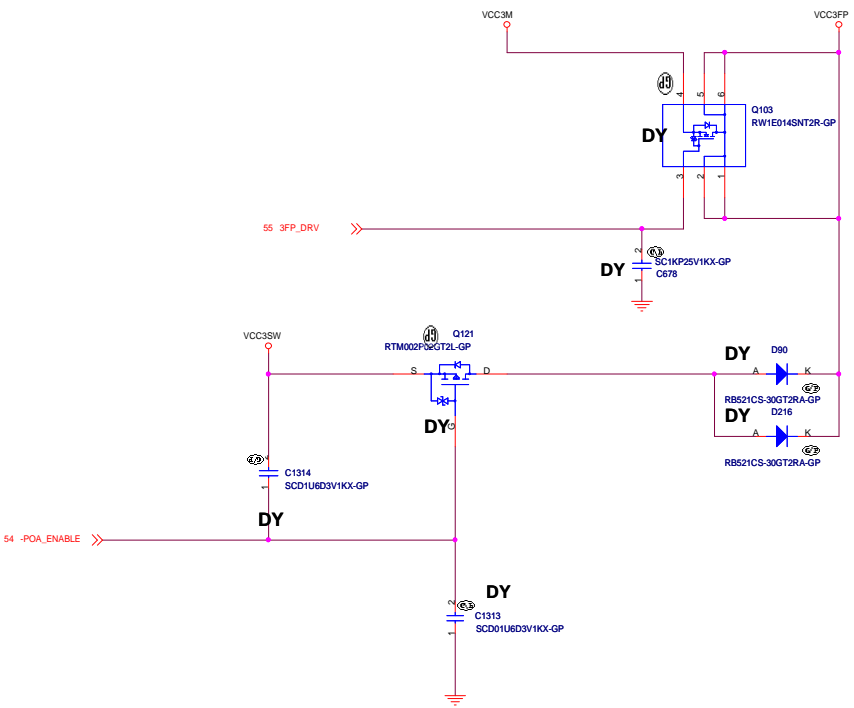 VCC3M
VCC3FP
GP
4
5
6
Q103
RW1E014SNT2R-GP
DY
3
2
1
55 3FP_DRV
2
SC1KP25V1KX-GP
DY
C678
1
VCC3SW
GP
Q121
RTM002P02GT2L-GP
S
D
DY
G
DY
D90
A
K
G/P
RB521CS-30GT2RA-GP
DY
D216
A
K
G/P
RB521CS-30GT2RA-GP
C1314
1
SCD1U6D3V1KX-GP
DY
54 -POA_ENABLE
DY
2
C1313
1
SCD01U6D3V1KX-GP